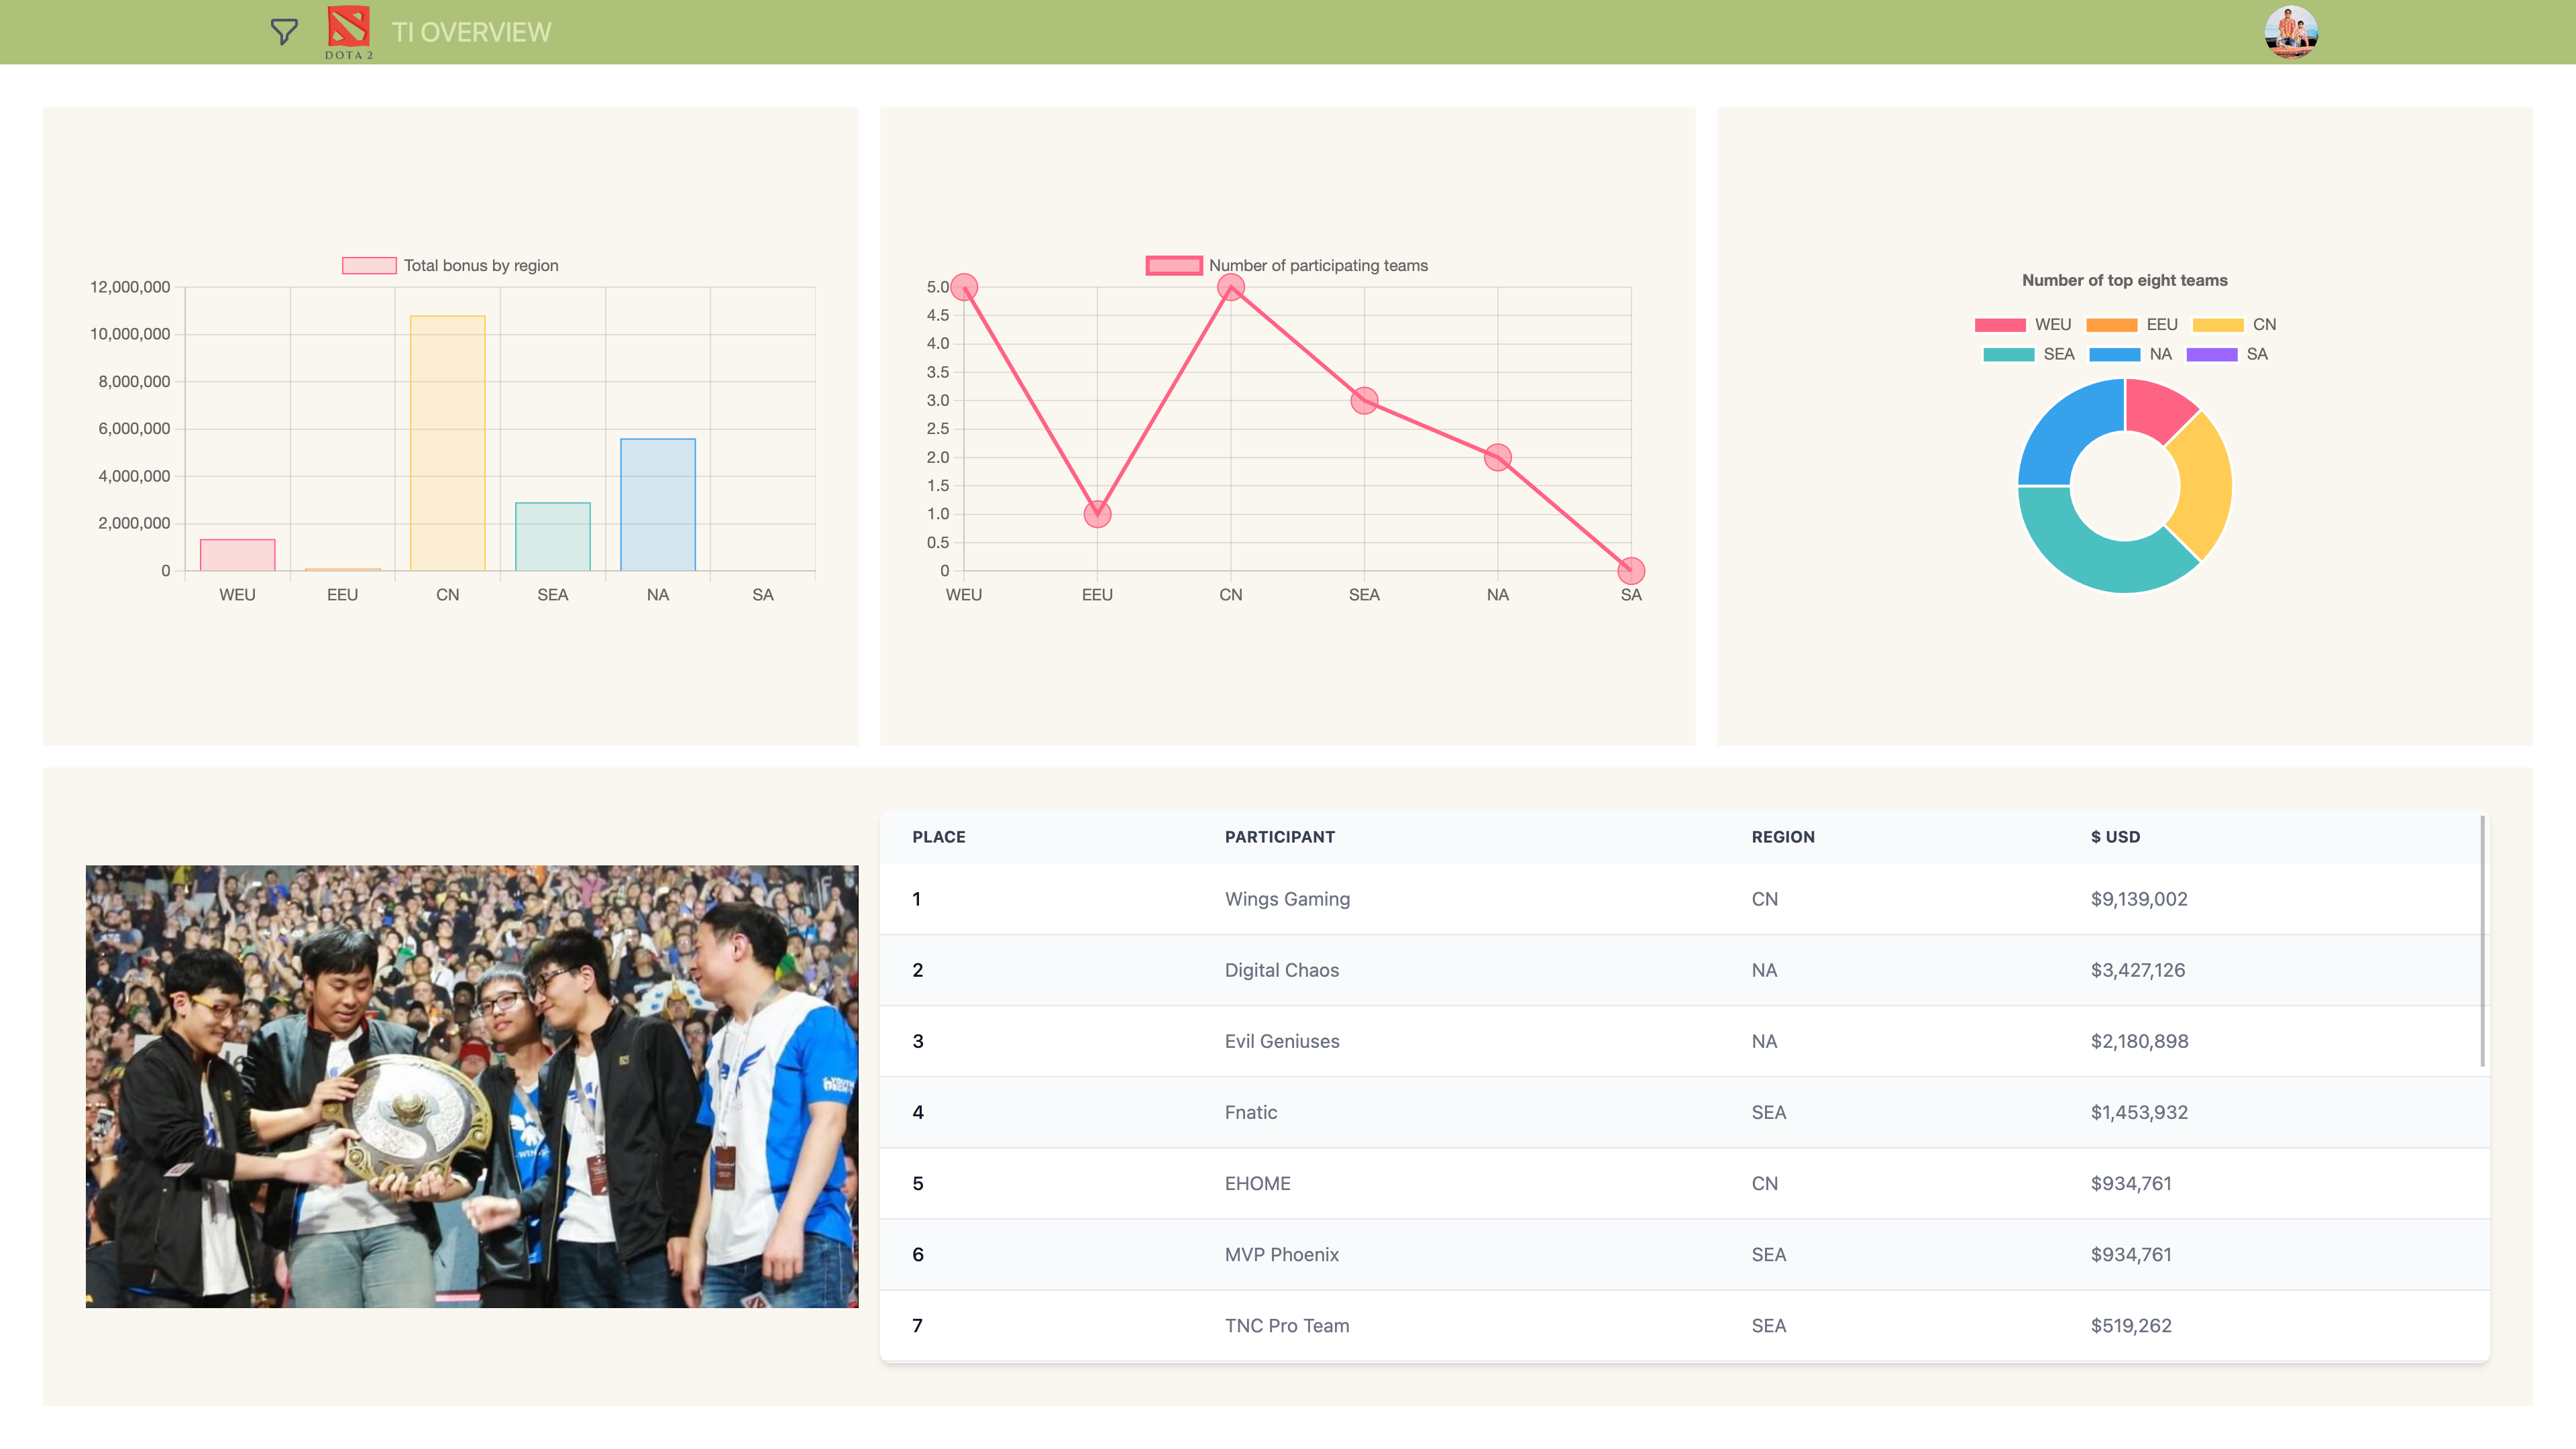 DOTA 2
TI OVERVIEW
Total bonus by region
12,000,000
10,000,000
8,000,000
6,000,000
4,000,000
2,000,000
0
WEU EEU CN SEA NA SA
Number of participating teams
5.0
4.5
4.0
3.5
3.0
2.5
2.0
1.5
1.0
0.5
0
WEU EEU CN SEA NA SA
Number of top eight teams
WEU EEU CN
SEA NA SA
PLACE PARTICIPANT REGION $ USD
1 Wings Gaming CN $9,139,002
2 Digital Chaos NA $3,427,126
3 Evil Geniuses NA $2,180,898
4 Fnatic SEA $1,453,932
5 EHOME CN $934,761
6 MVP Phoenix SEA $934,761
7 TNC Pro Team SEA $519,262